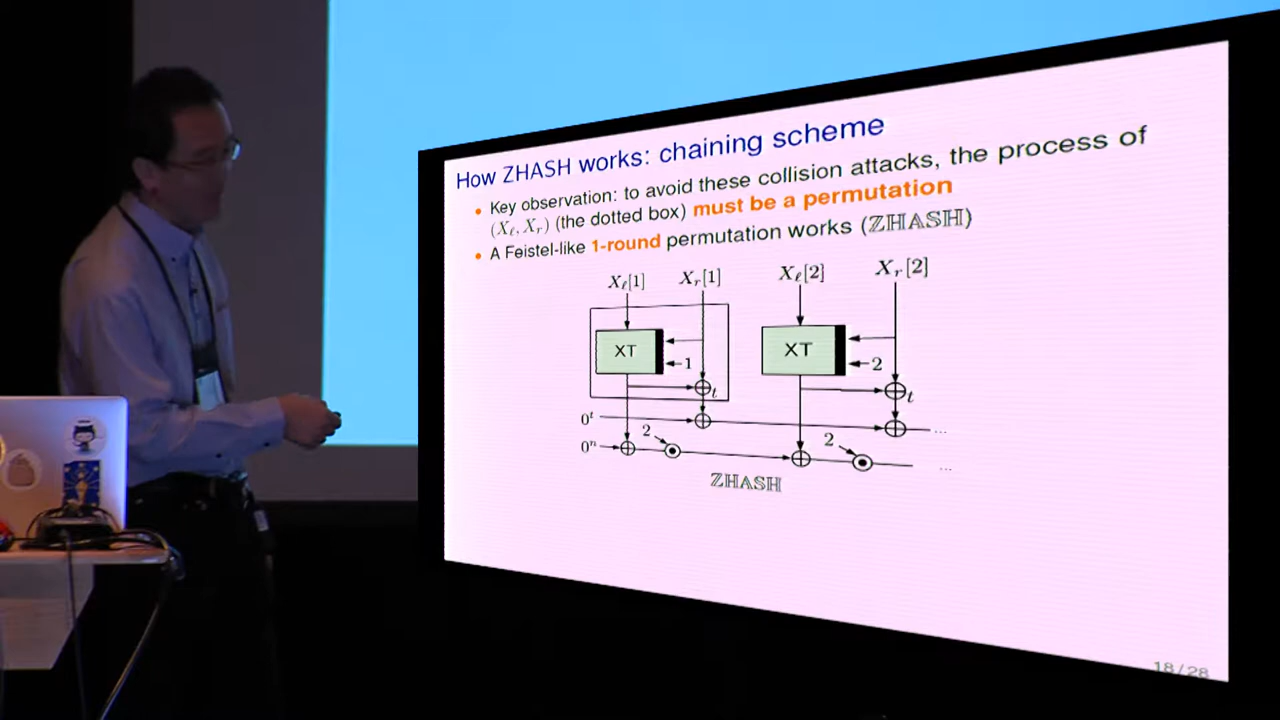 How ZHASH works: chaining scheme
• Key observation: to avoid these collision attacks, the process of
(Xℓ, Xr) (the dotted box) must be a permutation
• A Feistel-like 1-round permutation works (ℤHASH)
Xℓ[1] Xr[1] Xℓ[2] Xr[2]
XT XT
1 2
t t
0^t ...
2 2
0^n ...
ℤHASH
18/28